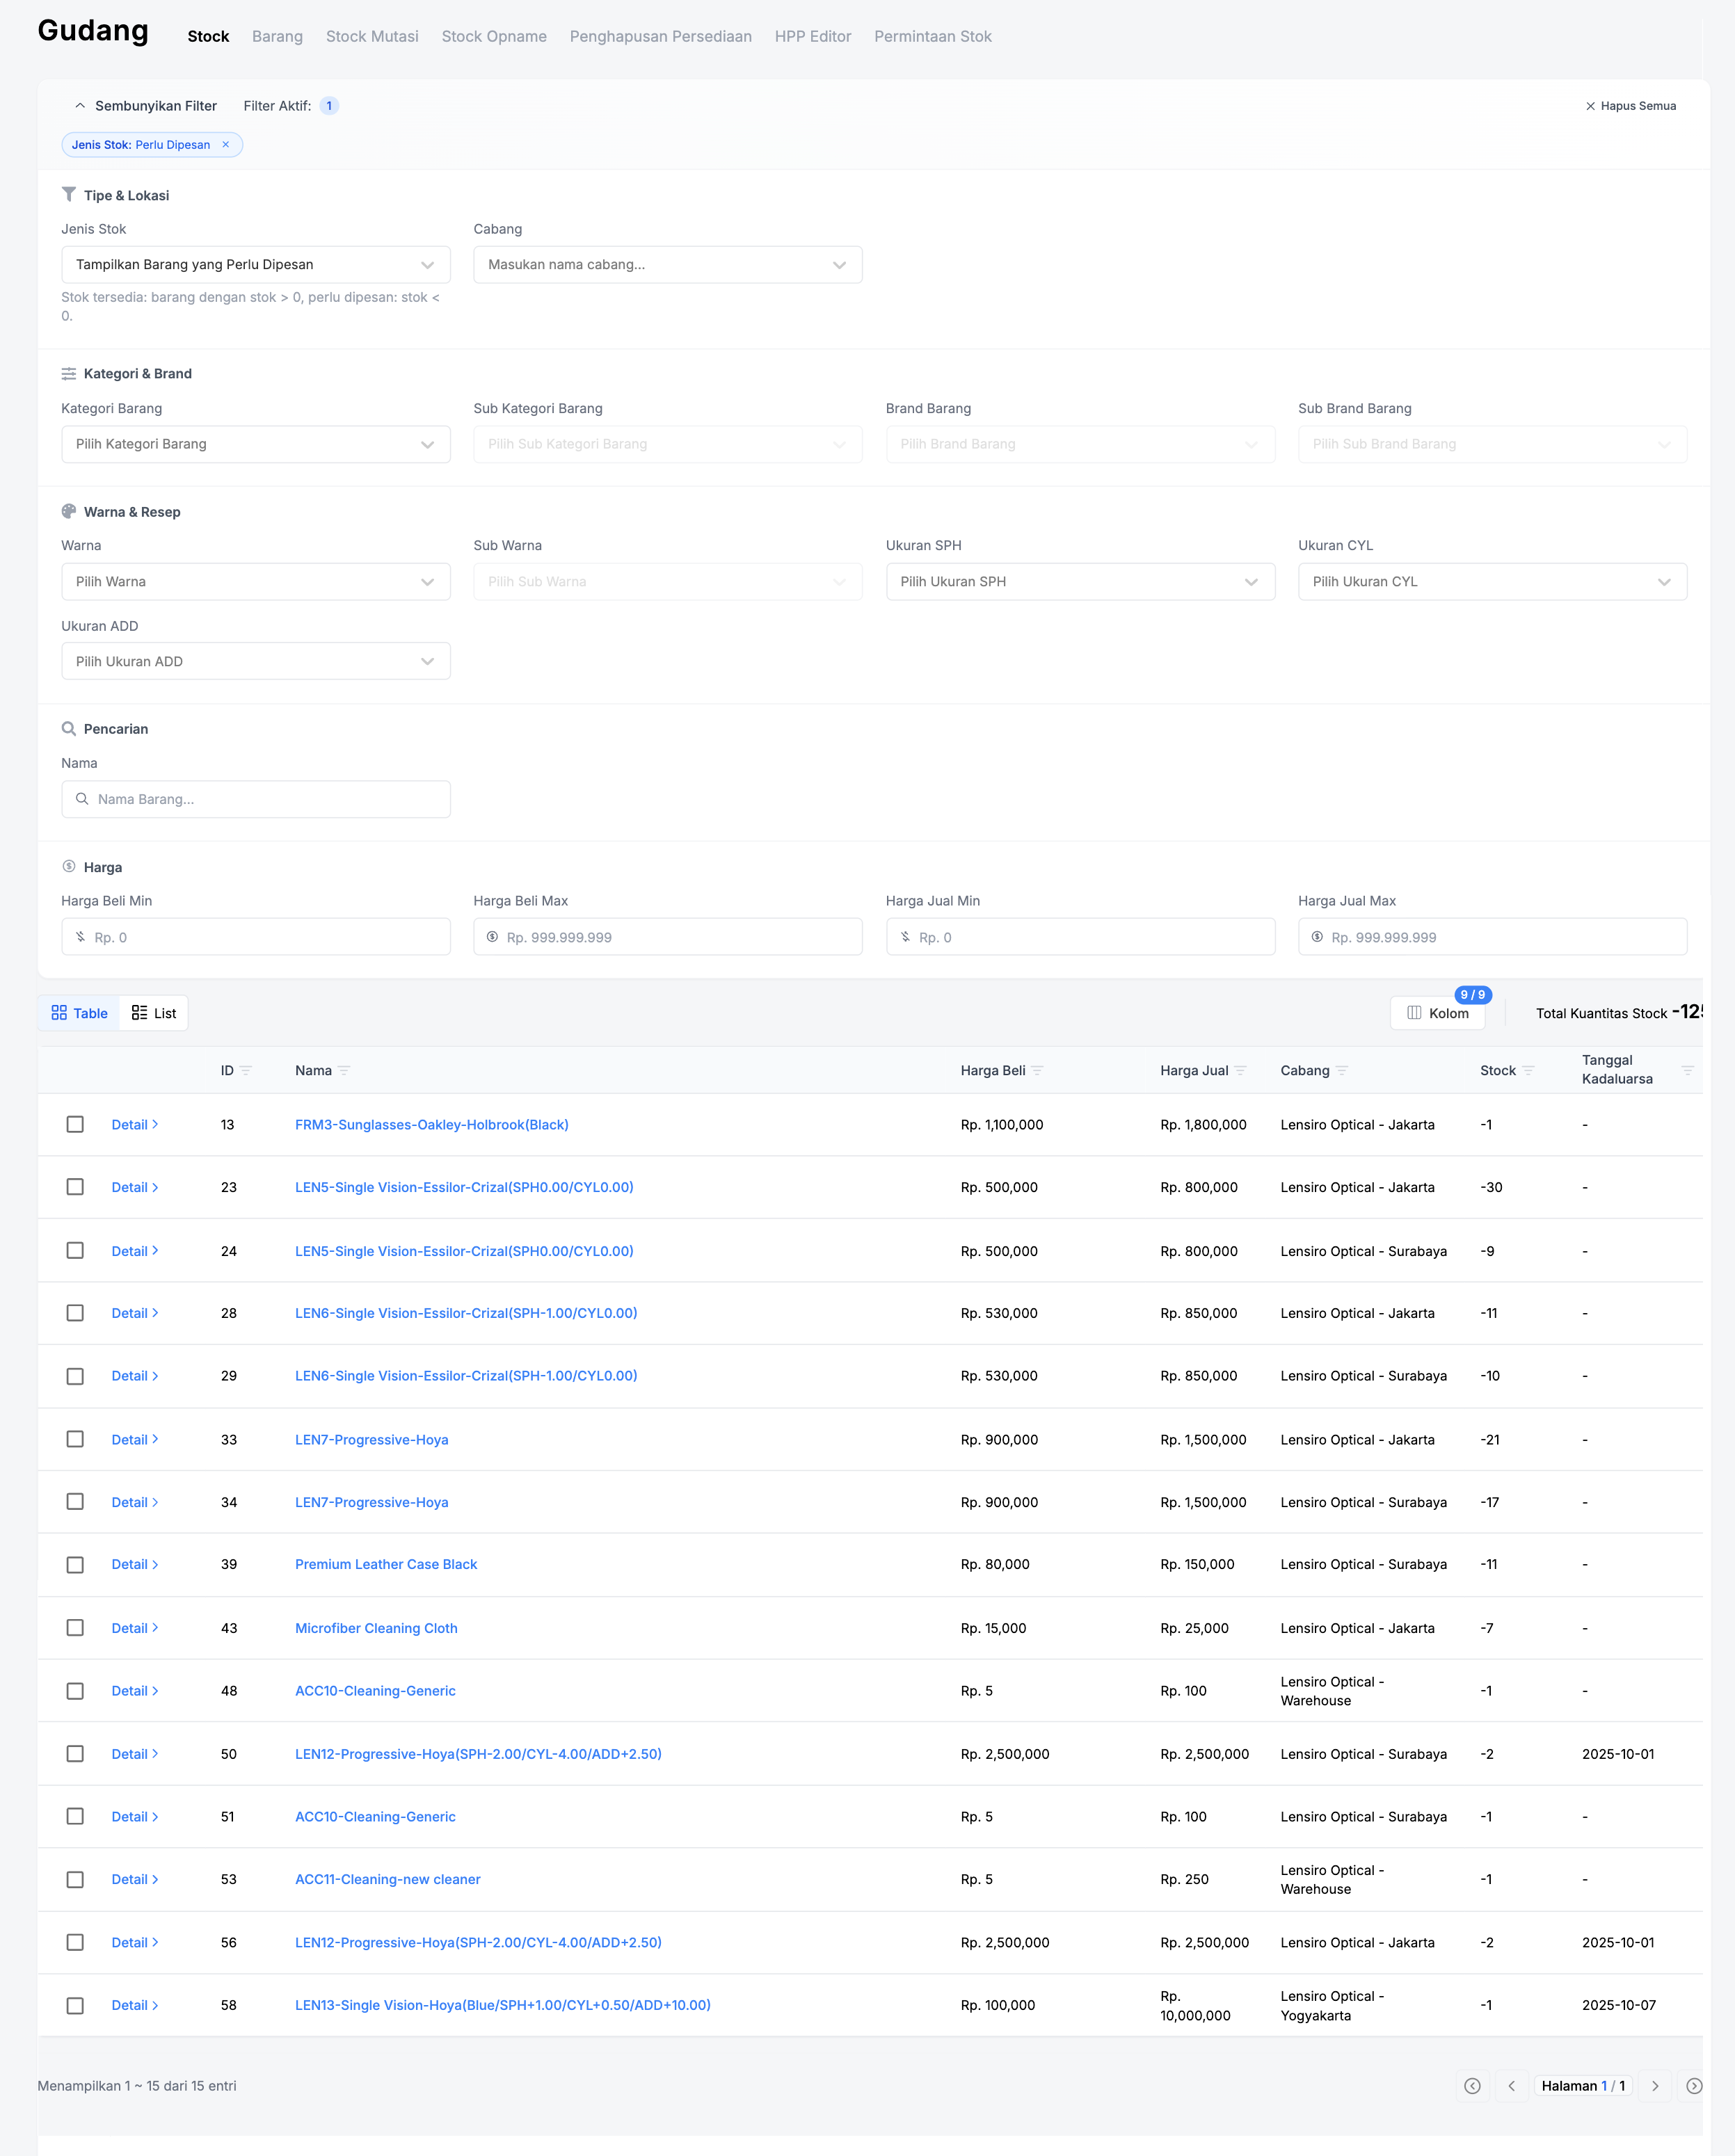 Gudang
Stock Barang Stock Mutasi Stock Opname Penghapusan Persediaan HPP Editor Permintaan Stok
Sembunyikan Filter Filter Aktif: 1 Hapus Semua
Jenis Stok: Perlu Dipesan ×
Tipe & Lokasi
Jenis Stok Cabang
Tampilkan Barang yang Perlu Dipesan Masukan nama cabang...
Stok tersedia: barang dengan stok > 0, perlu dipesan: stok <
0.
Kategori & Brand
Kategori Barang Sub Kategori Barang Brand Barang Sub Brand Barang
Pilih Kategori Barang Pilih Sub Kategori Barang Pilih Brand Barang Pilih Sub Brand Barang
Warna & Resep
Warna Sub Warna Ukuran SPH Ukuran CYL
Pilih Warna Pilih Sub Warna Pilih Ukuran SPH Pilih Ukuran CYL
Ukuran ADD
Pilih Ukuran ADD
Pencarian
Nama
Nama Barang...
Harga
Harga Beli Min Harga Beli Max Harga Jual Min Harga Jual Max
Rp. 0 Rp. 999.999.999 Rp. 0 Rp. 999.999.999
Table List 9 / 9 Kolom Total Kuantitas Stock -125
ID Nama Harga Beli Harga Jual Cabang Stock Tanggal Kadaluarsa
Detail > 13 FRM3-Sunglasses-Oakley-Holbrook(Black) Rp. 1,100,000 Rp. 1,800,000 Lensiro Optical - Jakarta -1 -
Detail > 23 LEN5-Single Vision-Essilor-Crizal(SPH0.00/CYL0.00) Rp. 500,000 Rp. 800,000 Lensiro Optical - Jakarta -30 -
Detail > 24 LEN5-Single Vision-Essilor-Crizal(SPH0.00/CYL0.00) Rp. 500,000 Rp. 800,000 Lensiro Optical - Surabaya -9 -
Detail > 28 LEN6-Single Vision-Essilor-Crizal(SPH-1.00/CYL0.00) Rp. 530,000 Rp. 850,000 Lensiro Optical - Jakarta -11 -
Detail > 29 LEN6-Single Vision-Essilor-Crizal(SPH-1.00/CYL0.00) Rp. 530,000 Rp. 850,000 Lensiro Optical - Surabaya -10 -
Detail > 33 LEN7-Progressive-Hoya Rp. 900,000 Rp. 1,500,000 Lensiro Optical - Jakarta -21 -
Detail > 34 LEN7-Progressive-Hoya Rp. 900,000 Rp. 1,500,000 Lensiro Optical - Surabaya -17 -
Detail > 39 Premium Leather Case Black Rp. 80,000 Rp. 150,000 Lensiro Optical - Surabaya -11 -
Detail > 43 Microfiber Cleaning Cloth Rp. 15,000 Rp. 25,000 Lensiro Optical - Jakarta -7 -
Detail > 48 ACC10-Cleaning-Generic Rp. 5 Rp. 100 Lensiro Optical - Warehouse -1 -
Detail > 50 LEN12-Progressive-Hoya(SPH-2.00/CYL-4.00/ADD+2.50) Rp. 2,500,000 Rp. 2,500,000 Lensiro Optical - Surabaya -2 2025-10-01
Detail > 51 ACC10-Cleaning-Generic Rp. 5 Rp. 100 Lensiro Optical - Surabaya -1 -
Detail > 53 ACC11-Cleaning-new cleaner Rp. 5 Rp. 250 Lensiro Optical - Warehouse -1 -
Detail > 56 LEN12-Progressive-Hoya(SPH-2.00/CYL-4.00/ADD+2.50) Rp. 2,500,000 Rp. 2,500,000 Lensiro Optical - Jakarta -2 2025-10-01
Detail > 58 LEN13-Single Vision-Hoya(Blue/SPH+1.00/CYL+0.50/ADD+10.00) Rp. 100,000 Rp. 10,000,000 Lensiro Optical - Yogyakarta -1 2025-10-07
Menampilkan 1 ~ 15 dari 15 entri Halaman 1 / 1